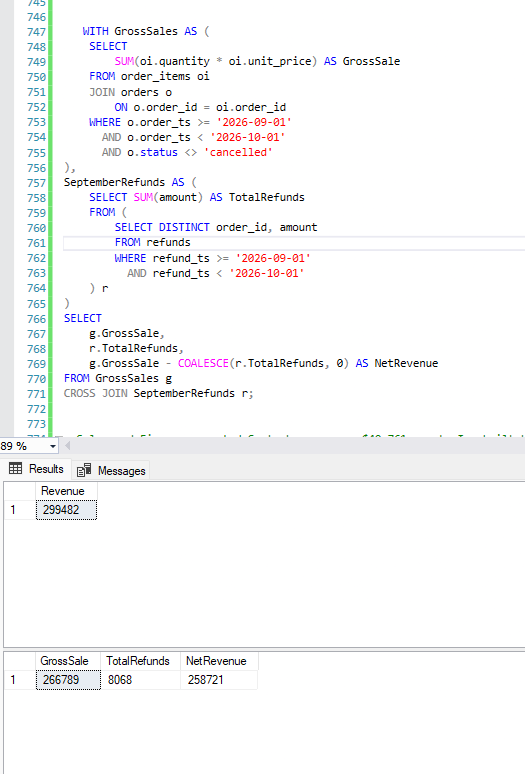 745
746
747 WITH GrossSales AS (
748 SELECT
749 SUM(oi.quantity * oi.unit_price) AS GrossSale
750 FROM order_items oi
751 JOIN orders o
752 ON o.order_id = oi.order_id
753 WHERE o.order_ts >= '2026-09-01'
754 AND o.order_ts < '2026-10-01'
755 AND o.status <> 'cancelled'
756 ),
757 SeptemberRefunds AS (
758 SELECT SUM(amount) AS TotalRefunds
759 FROM (
760 SELECT DISTINCT order_id, amount
761 FROM refunds
762 WHERE refund_ts >= '2026-09-01'
763 AND refund_ts < '2026-10-01'
764 ) r
765 )
766 SELECT
767 g.GrossSale,
768 r.TotalRefunds,
769 g.GrossSale - COALESCE(r.TotalRefunds, 0) AS NetRevenue
770 FROM GrossSales g
771 CROSS JOIN SeptemberRefunds r;
772
773
89 %
Results Messages
Revenue
1 299482
GrossSale TotalRefunds NetRevenue
1 266789 8068 258721